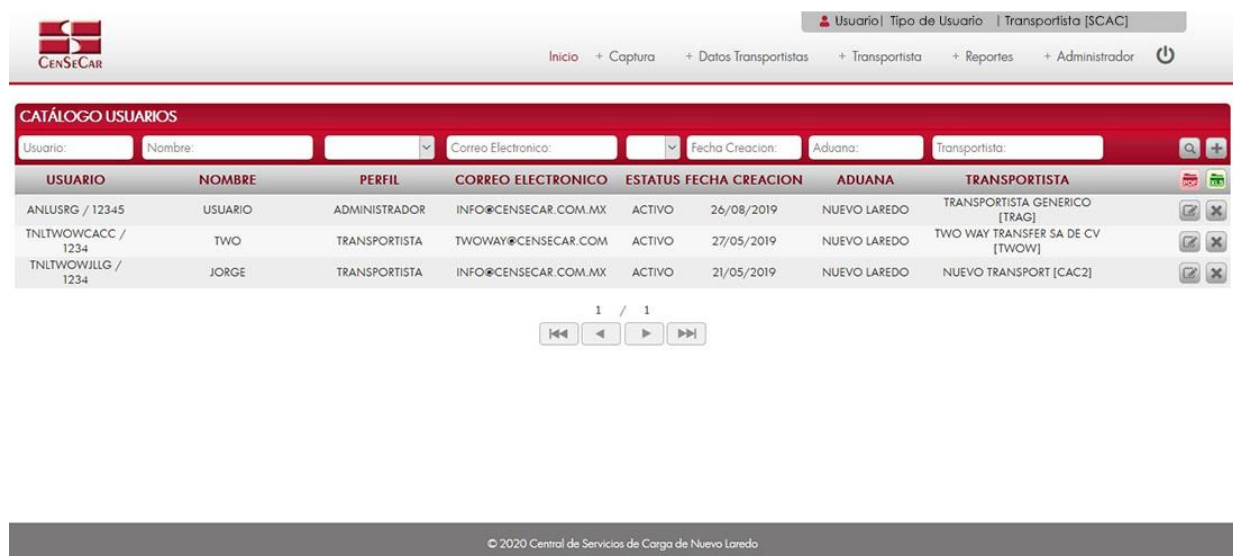 Usuario| Tipo de Usuario | Transportista [SCAC]
CENSECAR
Inicio + Captura + Datos Transportistas + Transportista + Reportes + Administrador
CATÁLOGO USUARIOS
Usuario: Nombre: Correo Electronico: Fecha Creacion: Aduana: Transportista:
USUARIO NOMBRE PERFIL CORREO ELECTRONICO ESTATUS FECHA CREACION ADUANA TRANSPORTISTA PDF
ANLUSRG / 12345 USUARIO ADMINISTRADOR INFO@CENSECAR.COM.MX ACTIVO 26/08/2019 NUEVO LAREDO TRANSPORTISTA GENERICO
[TRAG]
TNLTWOWCACC /
1234 TWO TRANSPORTISTA TWOWAY@CENSECAR.COM ACTIVO 27/05/2019 NUEVO LAREDO TWO WAY TRANSFER SA DE CV
[TWOW]
TNLTWOWJLLG /
1234 JORGE TRANSPORTISTA INFO@CENSECAR.COM.MX ACTIVO 21/05/2019 NUEVO LAREDO NUEVO TRANSPORT [CAC2]
1 / 1
© 2020 Central de Servicios de Carga de Nuevo Laredo